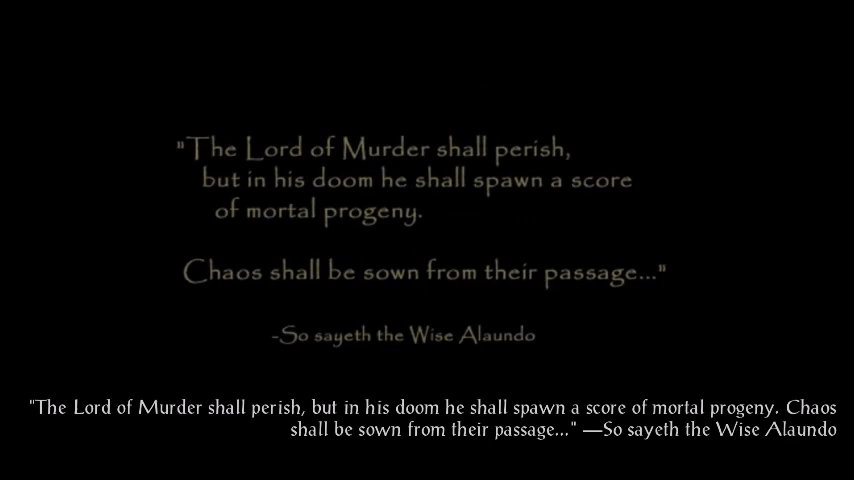 "The Lord of Murder shall perish,
but in his doom he shall spawn a score
of mortal progeny.
Chaos shall be sown from their passage..."
-So sayeth the Wise Alaundo
"The Lord of Murder shall perish, but in his doom he shall spawn a score of mortal progeny. Chaos
shall be sown from their passage..." —So sayeth the Wise Alaundo